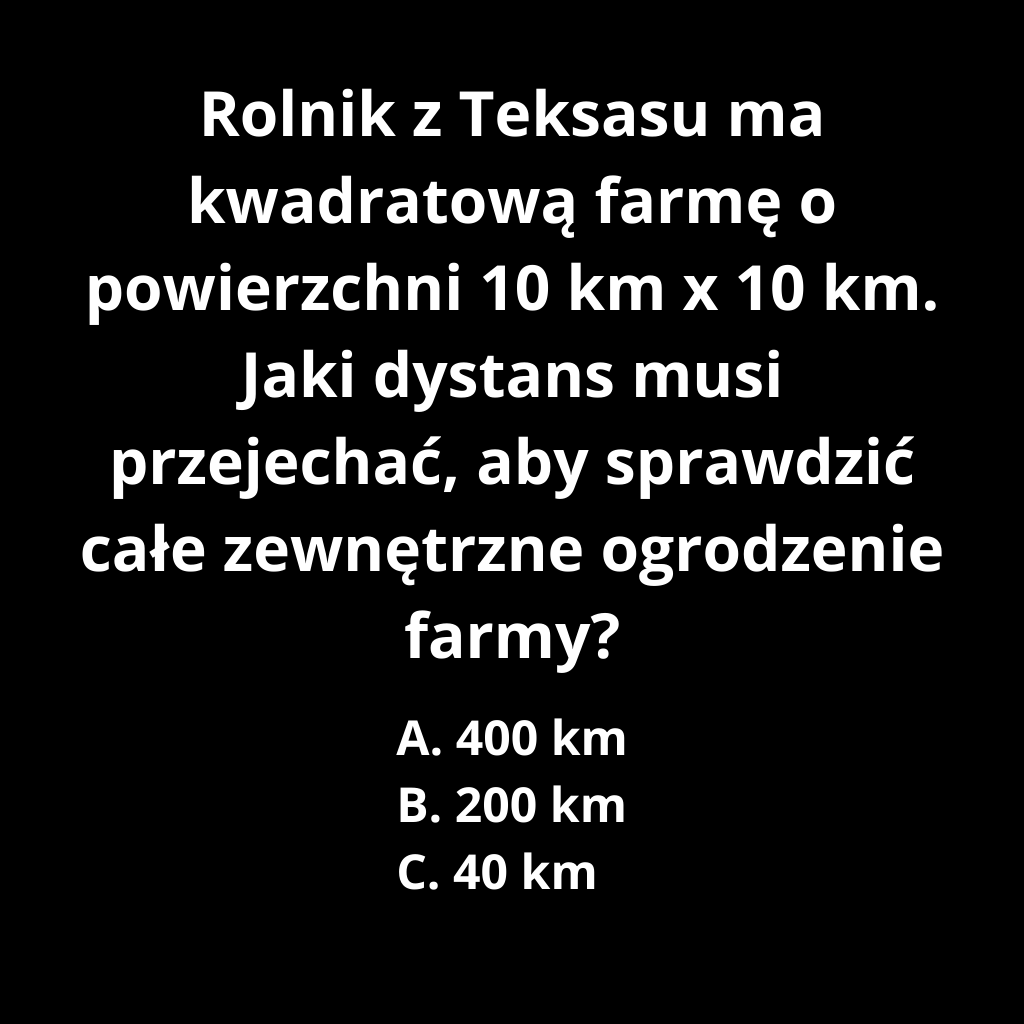 Rolnik z Teksasu ma
kwadratową farmę o
powierzchni 10 km x 10 km.
Jaki dystans musi
przejechać, aby sprawdzić
całe zewnętrzne ogrodzenie
farmy?
A. 400 km
B. 200 km
C. 40 km